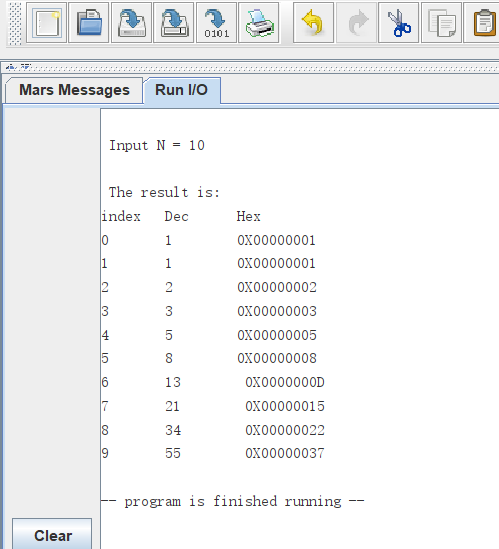 0101
Mars Messages Run I/O
Input N = 10
The result is:
index Dec Hex
0 1 0X00000001
1 1 0X00000001
2 2 0X00000002
3 3 0X00000003
4 5 0X00000005
5 8 0X00000008
6 13 0X0000000D
7 21 0X00000015
8 34 0X00000022
9 55 0X00000037
-- program is finished running --
Clear